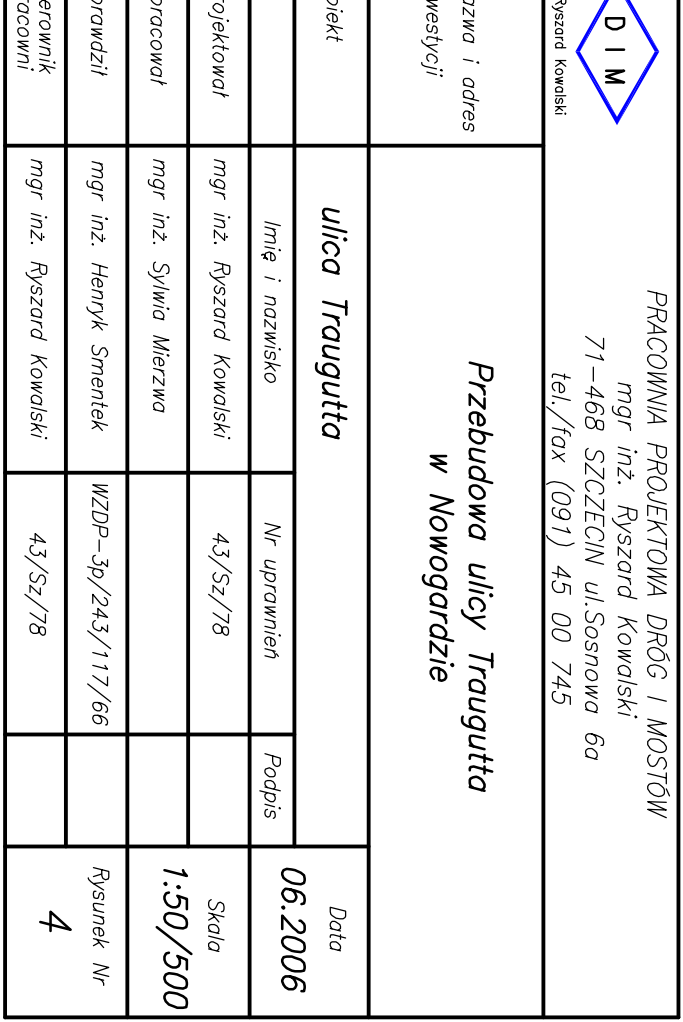 D I M
Ryszard Kowalski
PRACOWNIA PROJEKTOWA DRÓG I MOSTÓW
mgr inż. Ryszard Kowalski
71-468 SZCZECIN ul.Sosnowa 6a
tel./fax (091) 45 00 745
azwa i adres
westycji
Przebudowa ulicy Traugutta
w Nowogardzie
biekt
ulica Traugutta
Data
06.2006
Imię i nazwisko
Nr uprawnień
Podpis
rojektował
mgr inż. Ryszard Kowalski
43/Sz/78
Skala
1:50/500
pracował
mgr inż. Sylwia Mierzwa
prawdził
mgr inż. Henryk Smentek
WZDP-3p/243/117/66
Rysunek Nr
4
erownik
racowni
mgr inż. Ryszard Kowalski
43/Sz/78